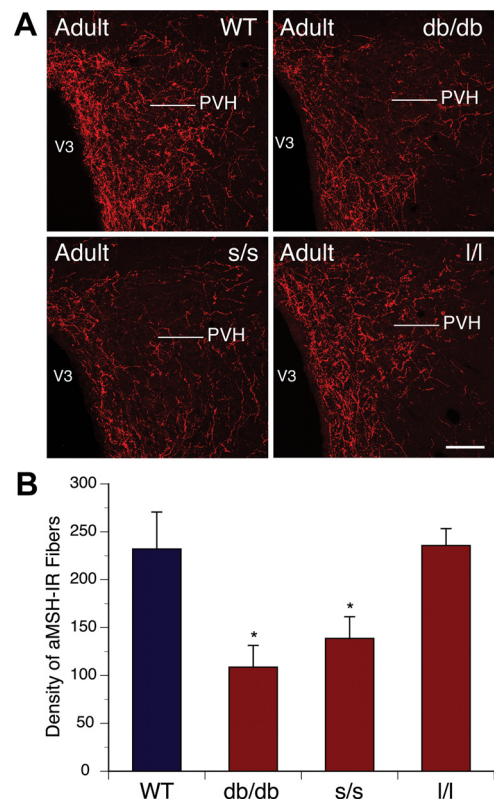 A
Adult WT
PVH
V3
Adult db/db
PVH
V3
Adult s/s
PVH
V3
Adult l/l
PVH
V3
B
Density of aMSH-IR Fibers
300
250
200
150
100
50
0
* *
WT db/db s/s l/l